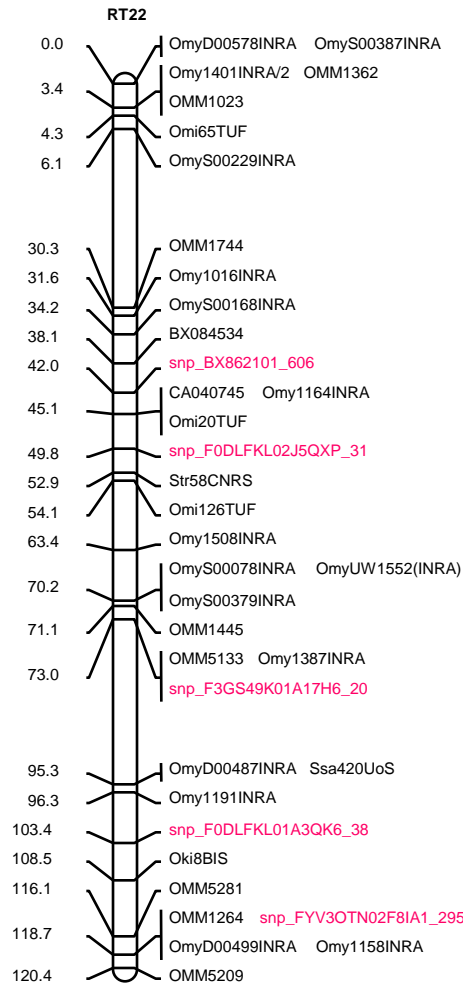 RT22
0.0 OmyD00578INRA OmyS00387INRA
Omy1401INRA/2 OMM1362
3.4
OMM1023
4.3 Omi65TUF
6.1 OmyS00229INRA
30.3 OMM1744
31.6 Omy1016INRA
34.2 OmyS00168INRA
38.1 BX084534
42.0 snp_BX862101_606
CA040745 Omy1164INRA
45.1
Omi20TUF
49.8 snp_F0DLFKL02J5QXP_31
52.9 Str58CNRS
54.1 Omi126TUF
63.4 Omy1508INRA
OmyS00078INRA OmyUW1552(INRA)
70.2
OmyS00379INRA
71.1 OMM1445
OMM5133 Omy1387INRA
73.0
snp_F3GS49K01A17H6_20
95.3 OmyD00487INRA Ssa420UoS
96.3 Omy1191INRA
103.4 snp_F0DLFKL01A3QK6_38
108.5 Oki8BIS
116.1 OMM5281
OMM1264 snp_FYV3OTN02F8IA1_295
118.7
OmyD00499INRA Omy1158INRA
120.4 OMM5209